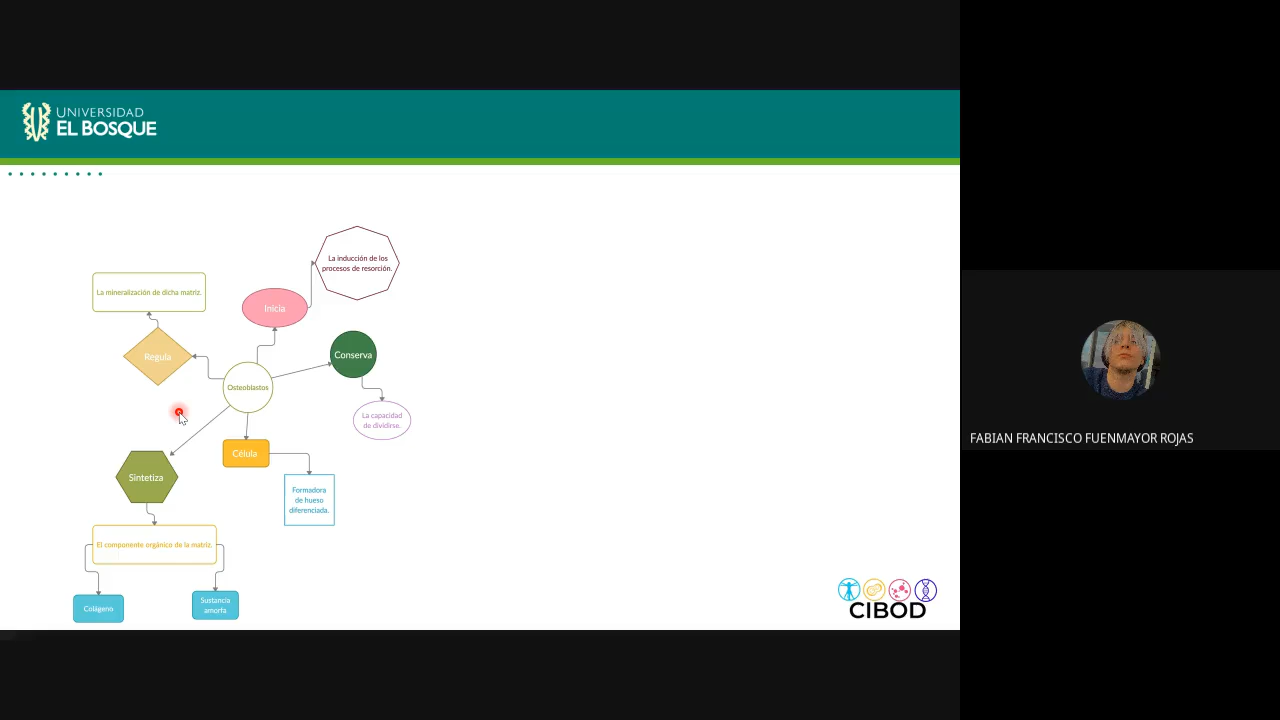 UNIVERSIDAD
EL BOSQUE
La inducción de los
procesos de resorción.
La mineralización de dicha matriz.
Inicia
Regula
Conserva
Osteoblastos
La capacidad
de dividirse.
FABIAN FRANCISCO FUENMAYOR ROJAS
Célula
Sintetiza
Formadora
de hueso
diferenciada.
El componente orgánico de la matriz.
Colágeno
Sustancia
amorfa
CIBOD